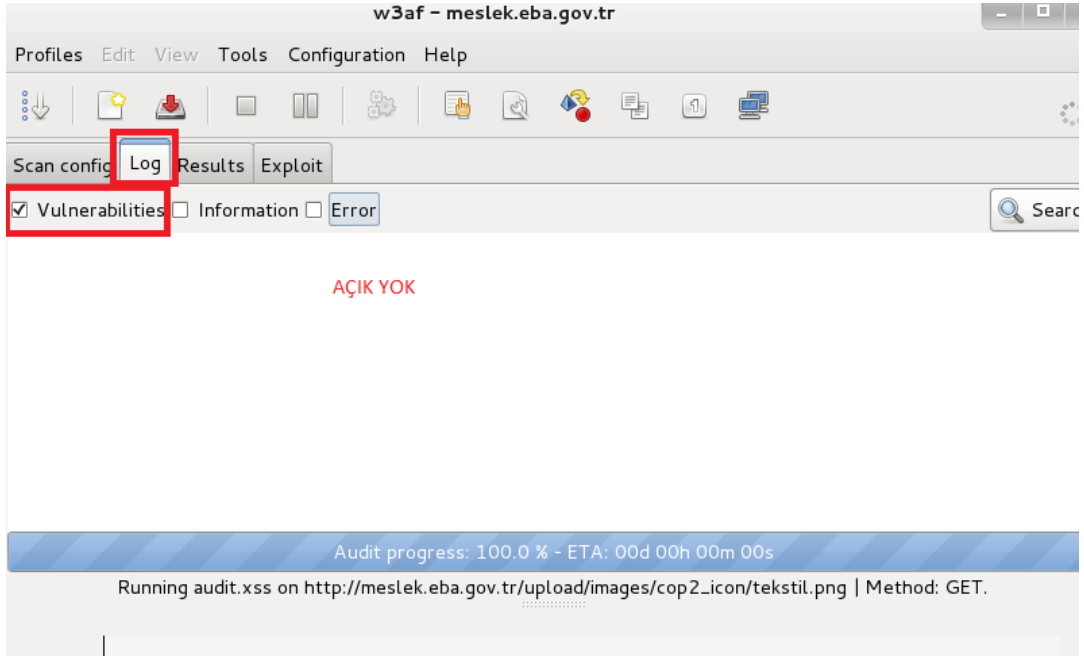 w3af – meslek.eba.gov.tr
Profiles Edit View Tools Configuration Help
Scan config Log Results Exploit
Vulnerabilities Information Error Searc
AÇIK YOK
Audit progress: 100.0 % - ETA: 00d 00h 00m 00s
Running audit.xss on http://meslek.eba.gov.tr/upload/images/cop2_icon/tekstil.png | Method: GET.